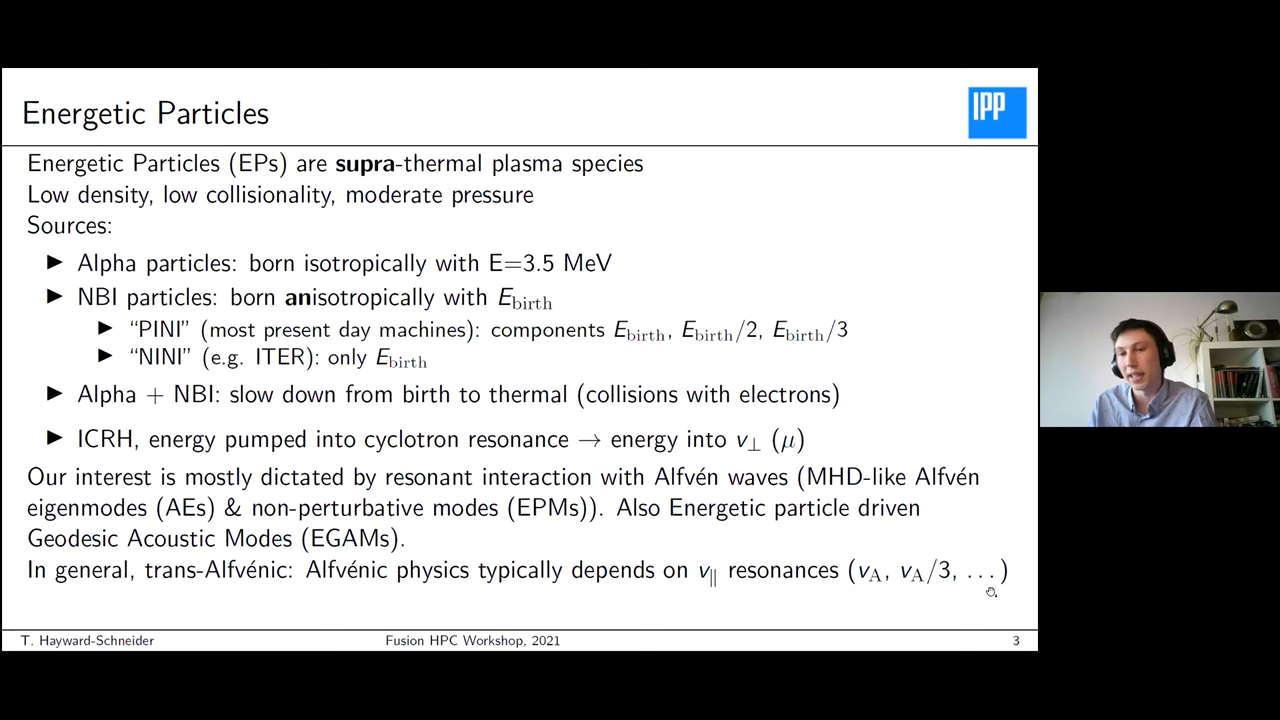 Energetic Particles
IPP
Energetic Particles (EPs) are supra-thermal plasma species
Low density, low collisionality, moderate pressure
Sources:
▶ Alpha particles: born isotropically with E=3.5 MeV
▶ NBI particles: born anisotropically with E_birth
▶ “PINI” (most present day machines): components E_birth, E_birth/2, E_birth/3
▶ “NINI” (e.g. ITER): only E_birth
▶ Alpha + NBI: slow down from birth to thermal (collisions with electrons)
▶ ICRH, energy pumped into cyclotron resonance → energy into v_⊥ (μ)
Our interest is mostly dictated by resonant interaction with Alfvén waves (MHD-like Alfvén
eigenmodes (AEs) & non-perturbative modes (EPMs)). Also Energetic particle driven
Geodesic Acoustic Modes (EGAMs).
In general, trans-Alfvénic: Alfvénic physics typically depends on v_∥ resonances (v_A, v_A/3, ...)
T. Hayward-Schneider
Fusion HPC Workshop, 2021
3